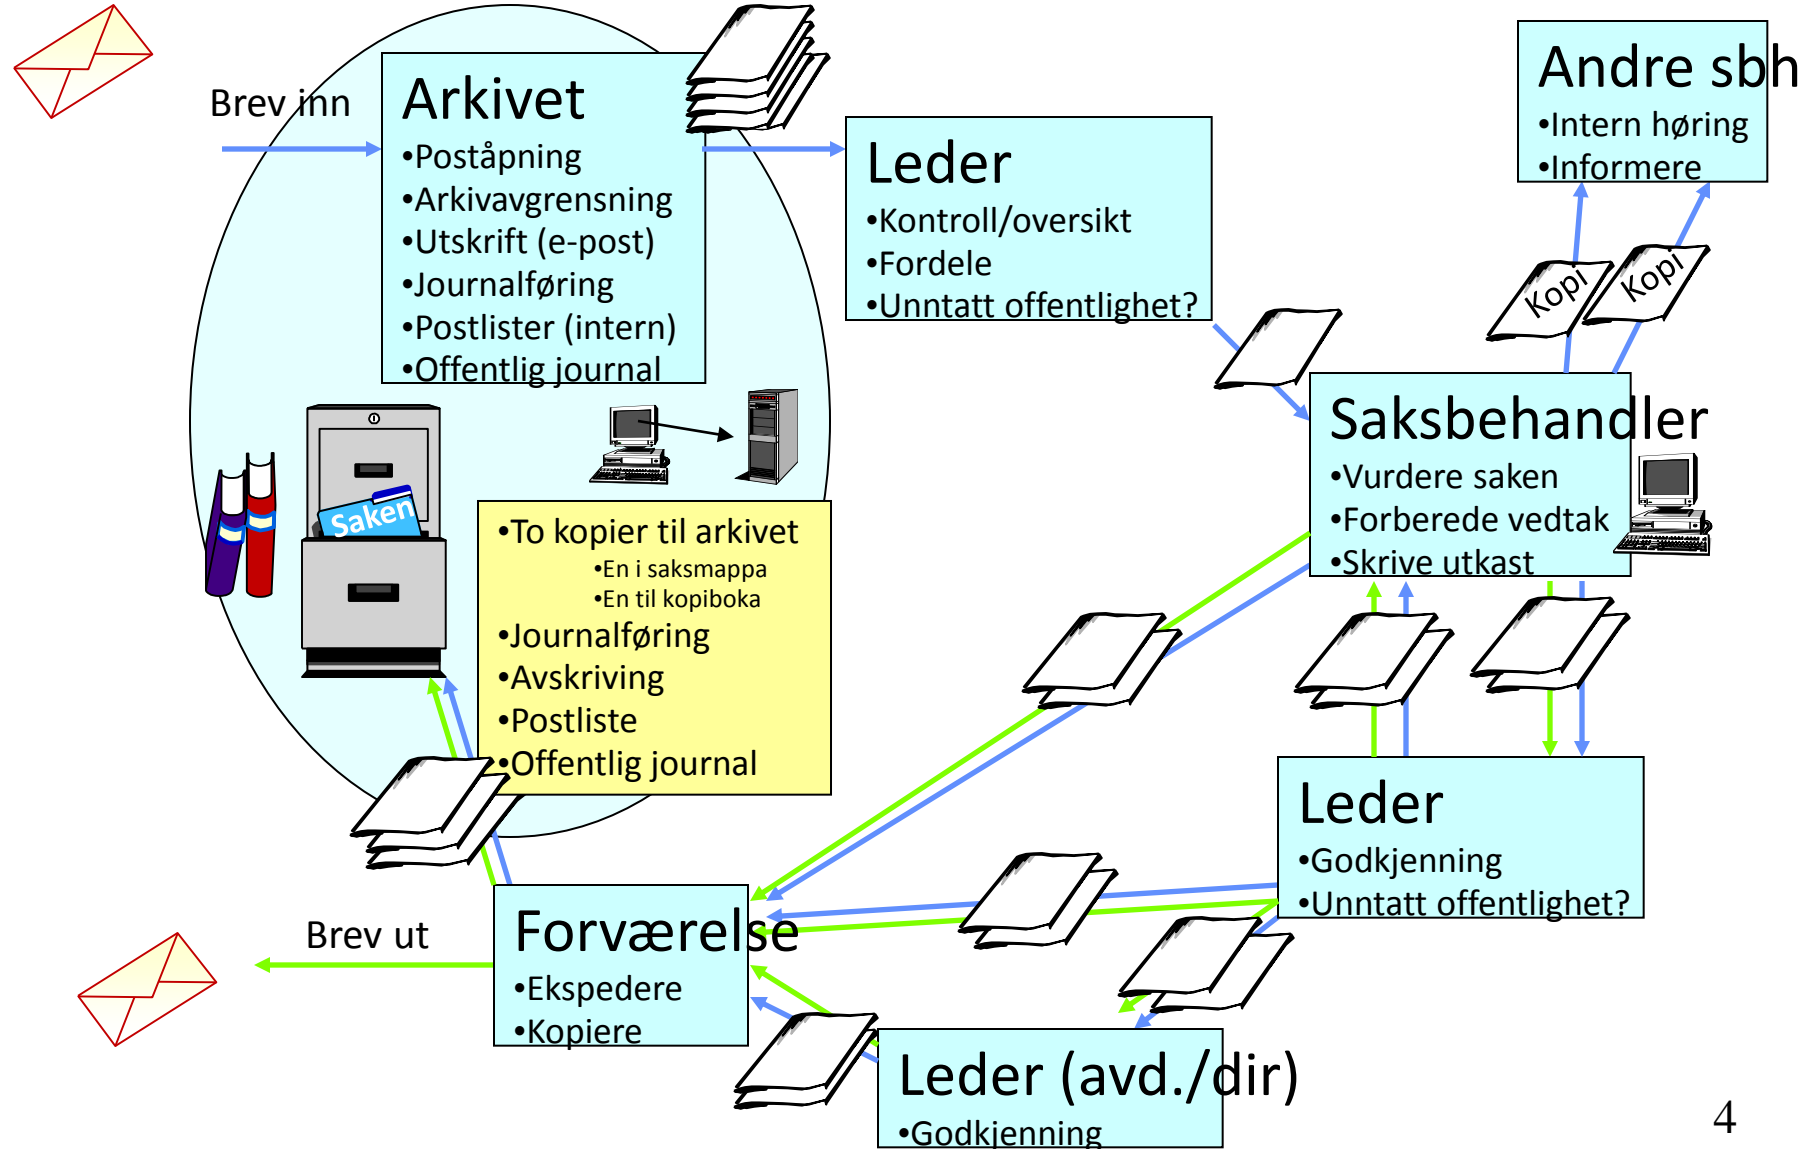 Brev inn
Arkivet
•Poståpning
•Arkivavgrensning
•Utskrift (e-post)
•Journalføring
•Postlister (intern)
•Offentlig journal
Leder
•Kontroll/oversikt
•Fordele
•Unntatt offentlighet?
Andre sbh
•Intern høring
•Informere
Kopi
Kopi
Saksbehandler
•Vurdere saken
•Forberede vedtak
•Skrive utkast
Saken
•To kopier til arkivet
•En i saksmappa
•En til kopiboka
•Journalføring
•Avskriving
•Postliste
•Offentlig journal
Leder
•Godkjenning
•Unntatt offentlighet?
Brev ut
Forværelse
•Ekspedere
•Kopiere
Leder (avd./dir)
•Godkjenning
4